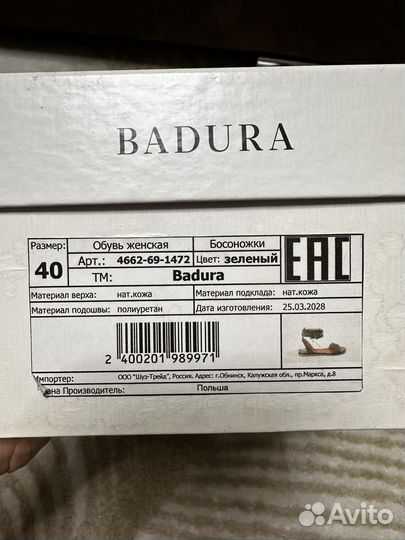 BADURA
Размер:
Обувь женская
Босоножки
40
Арт.:
4662-69-1472
Цвет:
зеленый
ЕАС
ТМ:
Badura
Материал верха:
нат.кожа
Материал подклада:
нат.кожа
Материал подошвы:
полиуретан
Дата изготовления:
25.03.2028
2 400201 989971
Импортер:
ООО "Шуз-Трейд", Россия. Адрес: г.Обнинск, Калужская обл., пр.Маркса, д.8
ана Производитель:
Польша
Avito